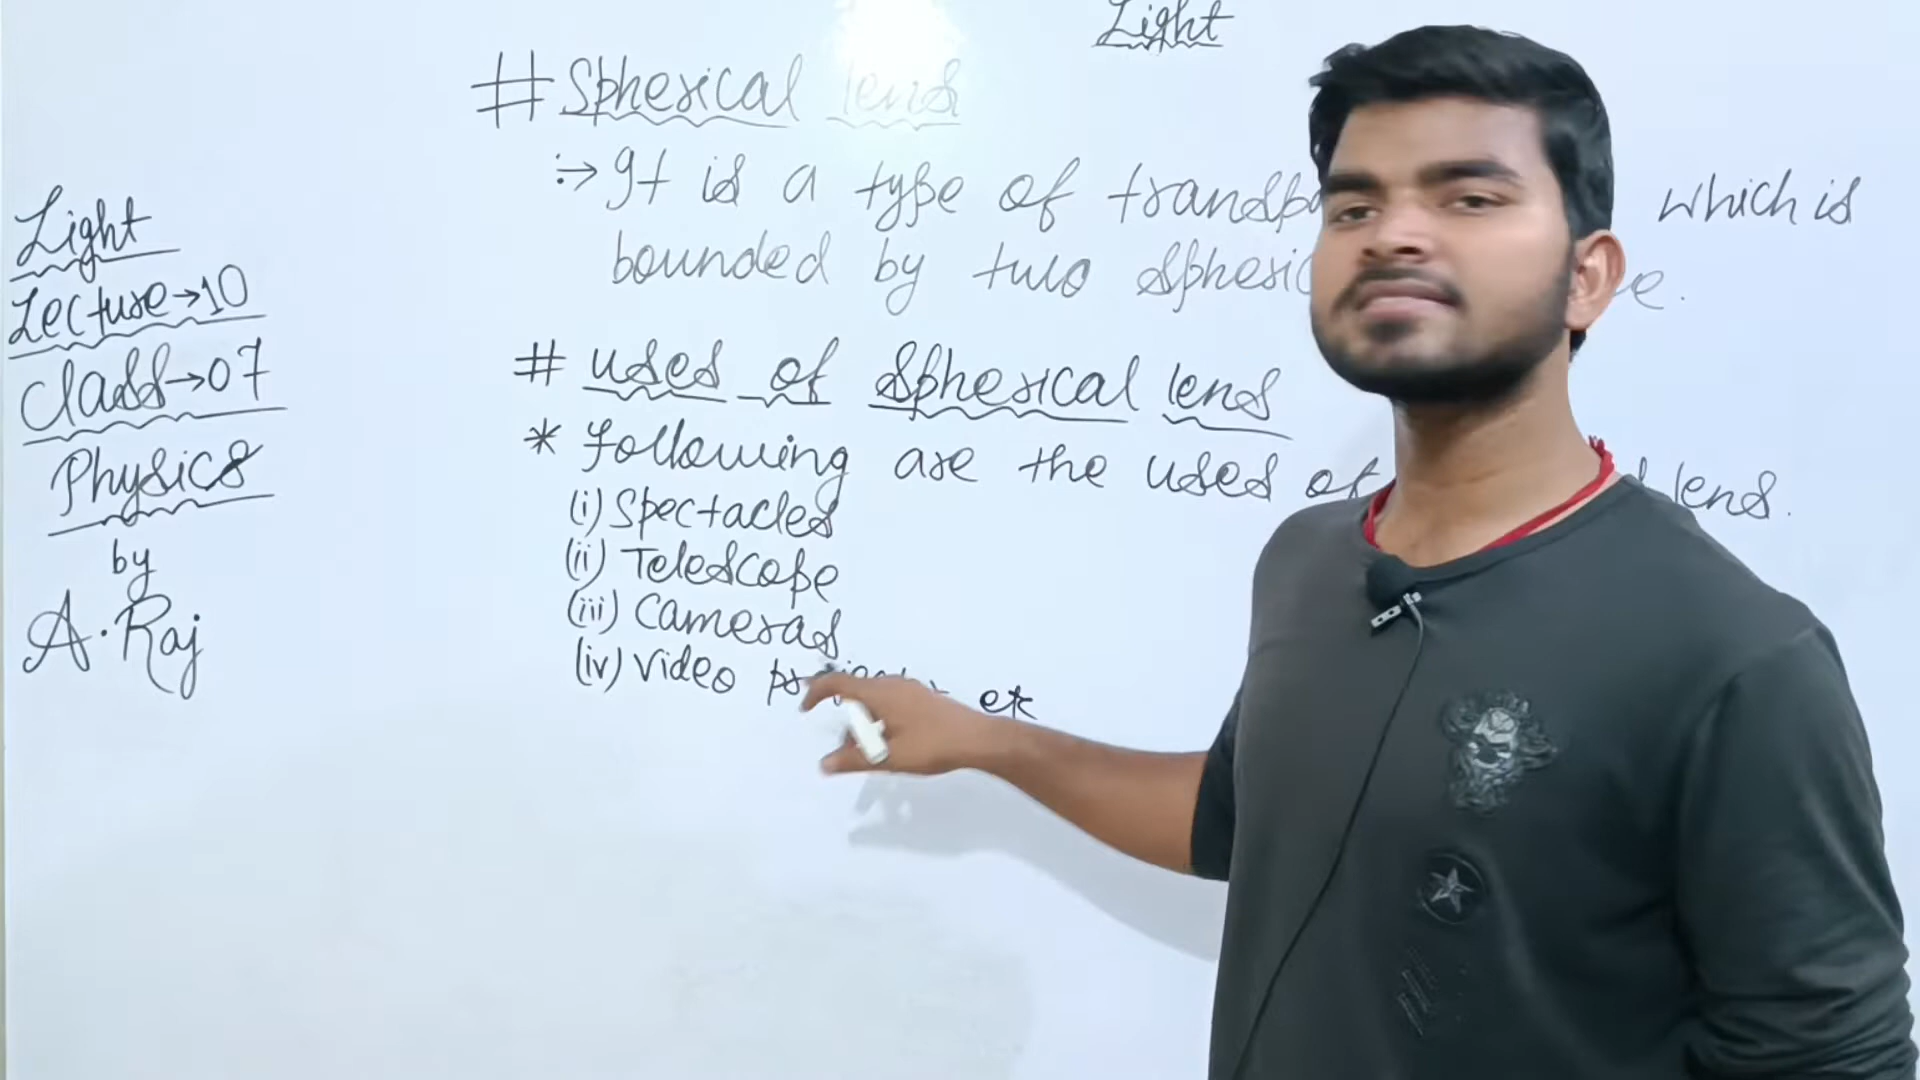 Light
# Spherical lens
:→ It is a type of which is
bounded by two
# uses of spherical lens
* Following are the uses of lens.
(i) Spectacles
(ii) Telescope
(iii) Cameras
(iv) Video etc
Light
Lecture→10
Class→07
Physics
by
A. Raj